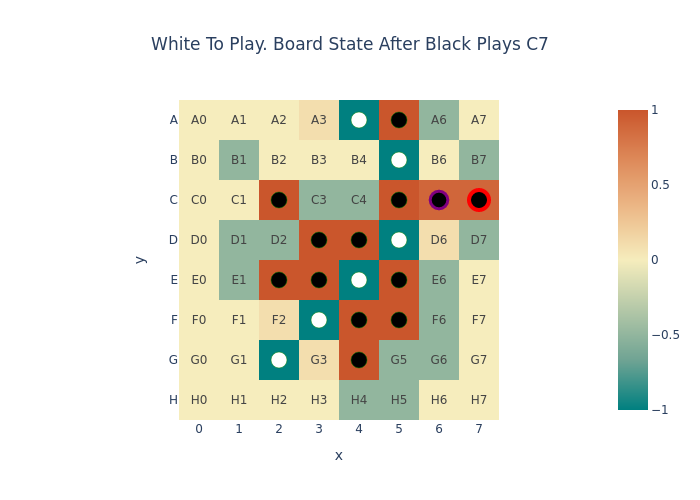 White To Play. Board State After Black Plays C7
A A0 A1 A2 A3 A6 A7
B B0 B1 B2 B3 B4 B6 B7
C C0 C1 C3 C4
D D0 D1 D2 D6 D7
E E0 E1 E6 E7
F F0 F1 F2 F6 F7
G G0 G1 G3 G5 G6 G7
H H0 H1 H2 H3 H4 H5 H6 H7
0 1 2 3 4 5 6 7
x
y
1
0.5
0
−0.5
−1